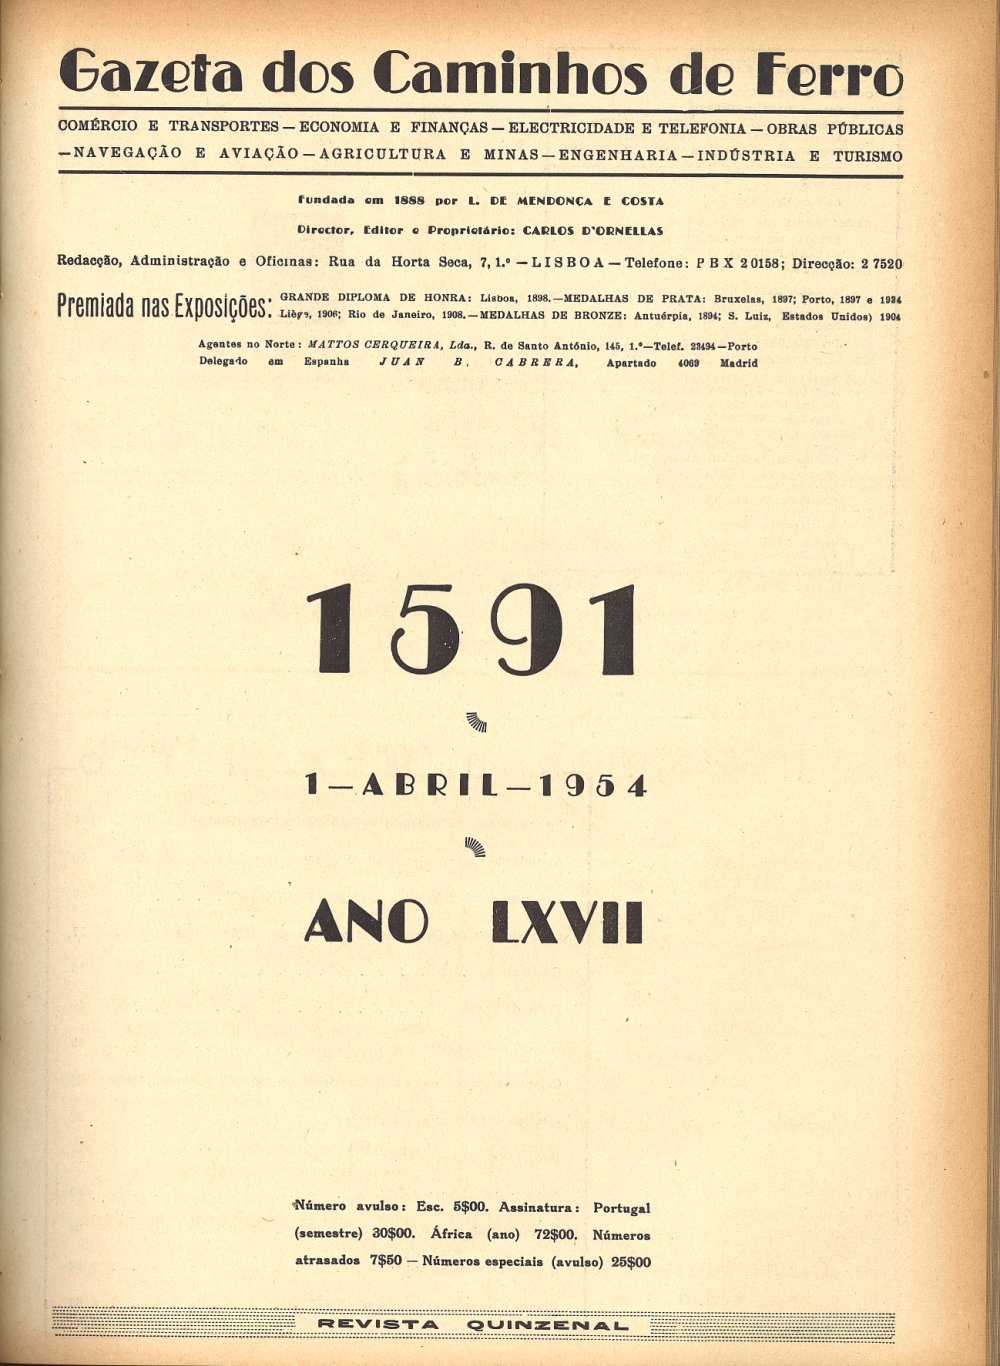 Gazeta dos Caminhos de Ferro
COMÉRCIO E TRANSPORTES — ECONOMIA E FINANÇAS — ELECTRICIDADE E TELEFONIA — OBRAS PÚBLICAS
— NAVEGAÇÃO E AVIAÇÃO — AGRICULTURA E MINAS — ENGENHARIA — INDÚSTRIA E TURISMO
Fundada em 1888 por L. DE MENDONÇA E COSTA
Director, Editor e Proprietário: CARLOS D'ORNELLAS
Redacção, Administração e Oficinas: Rua da Horta Seca, 7, 1.º — LISBOA — Telefone: PBX 20158; Direcção: 27520
Premiada nas Exposições: GRANDE DIPLOMA DE HONRA: Lisboa, 1898.—MEDALHAS DE PRATA: Bruxelas, 1897; Porto, 1897 e 1934
Liège, 1906; Rio de Janeiro, 1908.—MEDALHAS DE BRONZE: Antuérpia, 1894; S. Luiz, Estados Unidos) 1904
Agentes no Norte: MATTOS CERQUEIRA, Lda., R. de Santo António, 145, 1.º—Telef. 23494—Porto
Delegado em Espanha JUAN B. CABRERA, Apartado 4069 Madrid
1591
1—ABRIL—1954
ANO LXVII
Número avulso: Esc. 5$00. Assinatura: Portugal
(semestre) 30$00. África (ano) 72$00. Números
atrasados 7$50 — Números especiais (avulso) 25$00
REVISTA QUINZENAL